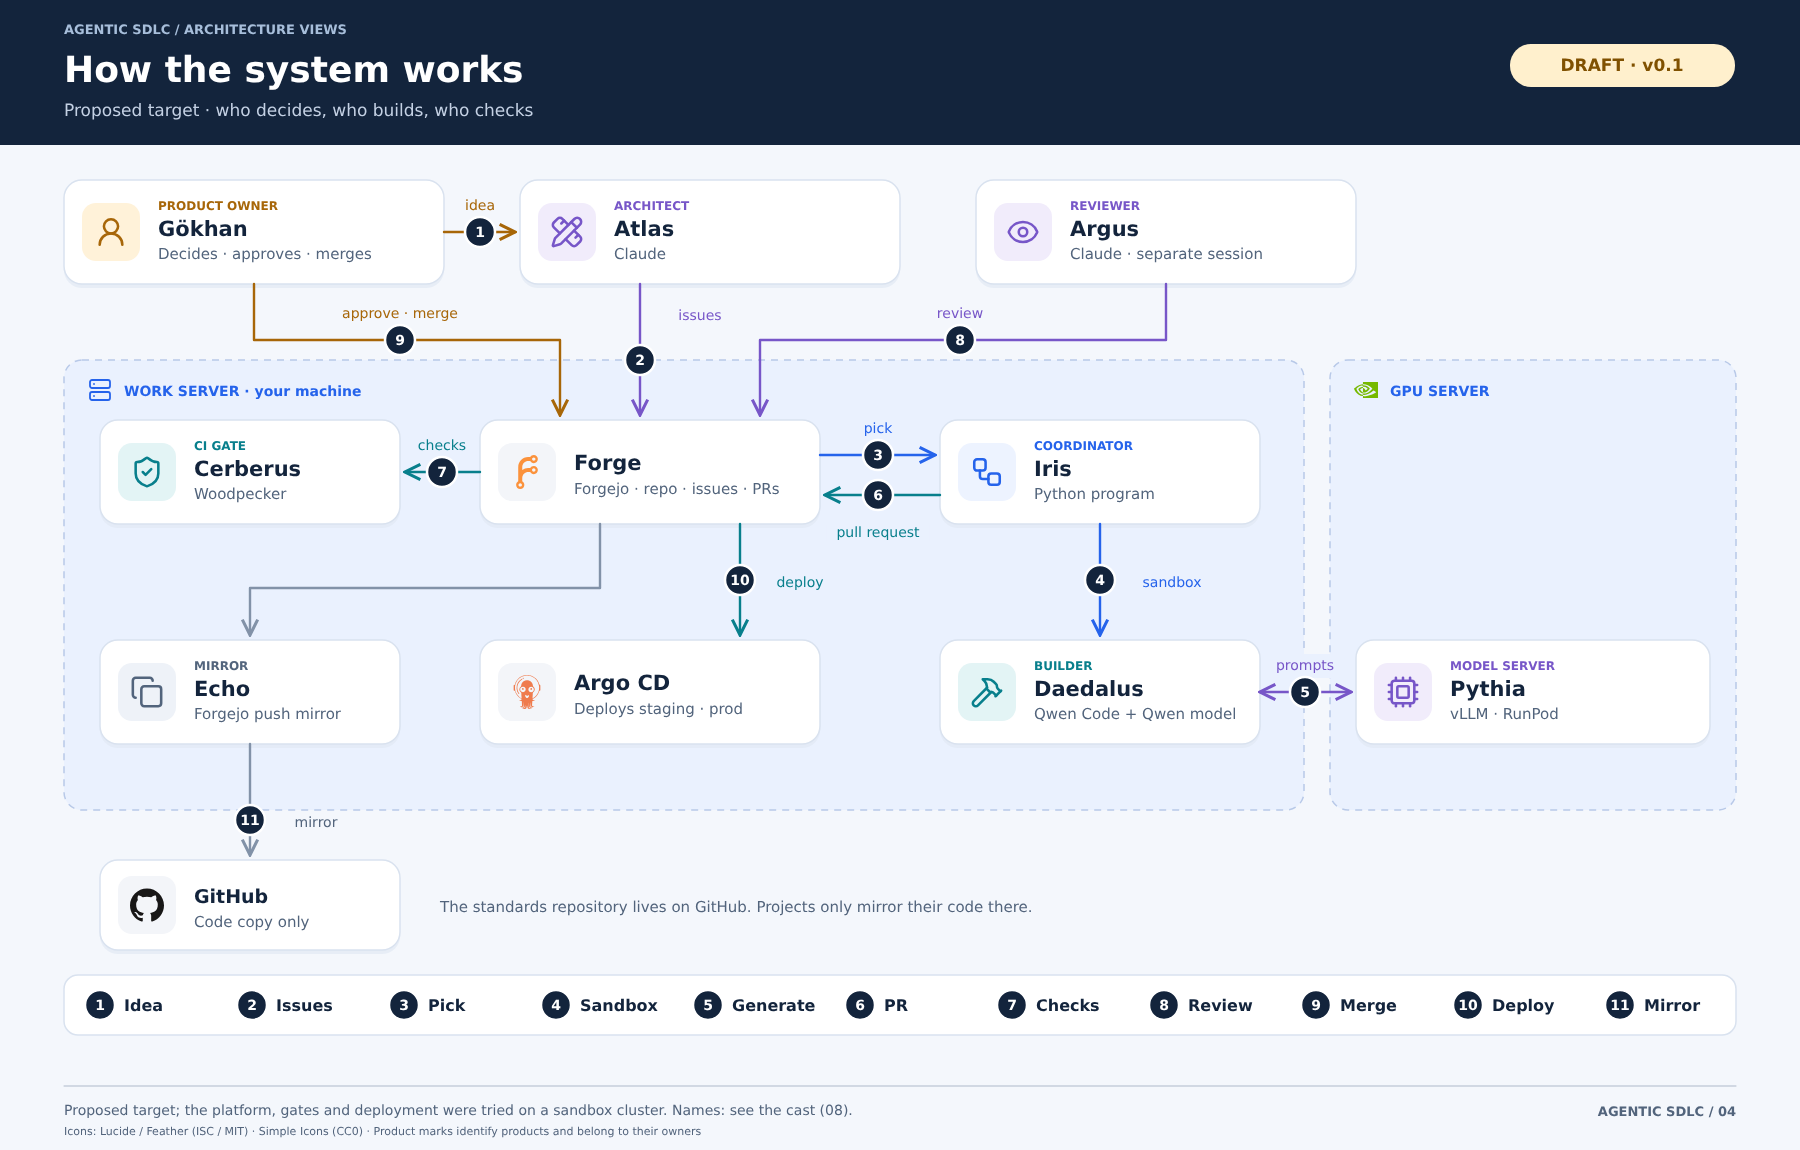 AGENTIC SDLC / ARCHITECTURE VIEWS
How the system works
Proposed target · who decides, who builds, who checks
DRAFT · v0.1
PRODUCT OWNER
Gökhan
Decides · approves · merges
idea
1
ARCHITECT
Atlas
Claude
REVIEWER
Argus
Claude · separate session
approve · merge
9
issues
2
review
8
WORK SERVER · your machine
GPU SERVER
CI GATE
Cerberus
Woodpecker
checks
7
Forge
Forgejo · repo · issues · PRs
pick
3
6
pull request
COORDINATOR
Iris
Python program
10
deploy
4
sandbox
MIRROR
Echo
Forgejo push mirror
Argo CD
Deploys staging · prod
BUILDER
Daedalus
Qwen Code + Qwen model
prompts
5
MODEL SERVER
Pythia
vLLM · RunPod
11
mirror
GitHub
Code copy only
The standards repository lives on GitHub. Projects only mirror their code there.
1 Idea
2 Issues
3 Pick
4 Sandbox
5 Generate
6 PR
7 Checks
8 Review
9 Merge
10 Deploy
11 Mirror
Proposed target; the platform, gates and deployment were tried on a sandbox cluster. Names: see the cast (08).
AGENTIC SDLC / 04
Icons: Lucide / Feather (ISC / MIT) · Simple Icons (CC0) · Product marks identify products and belong to their owners